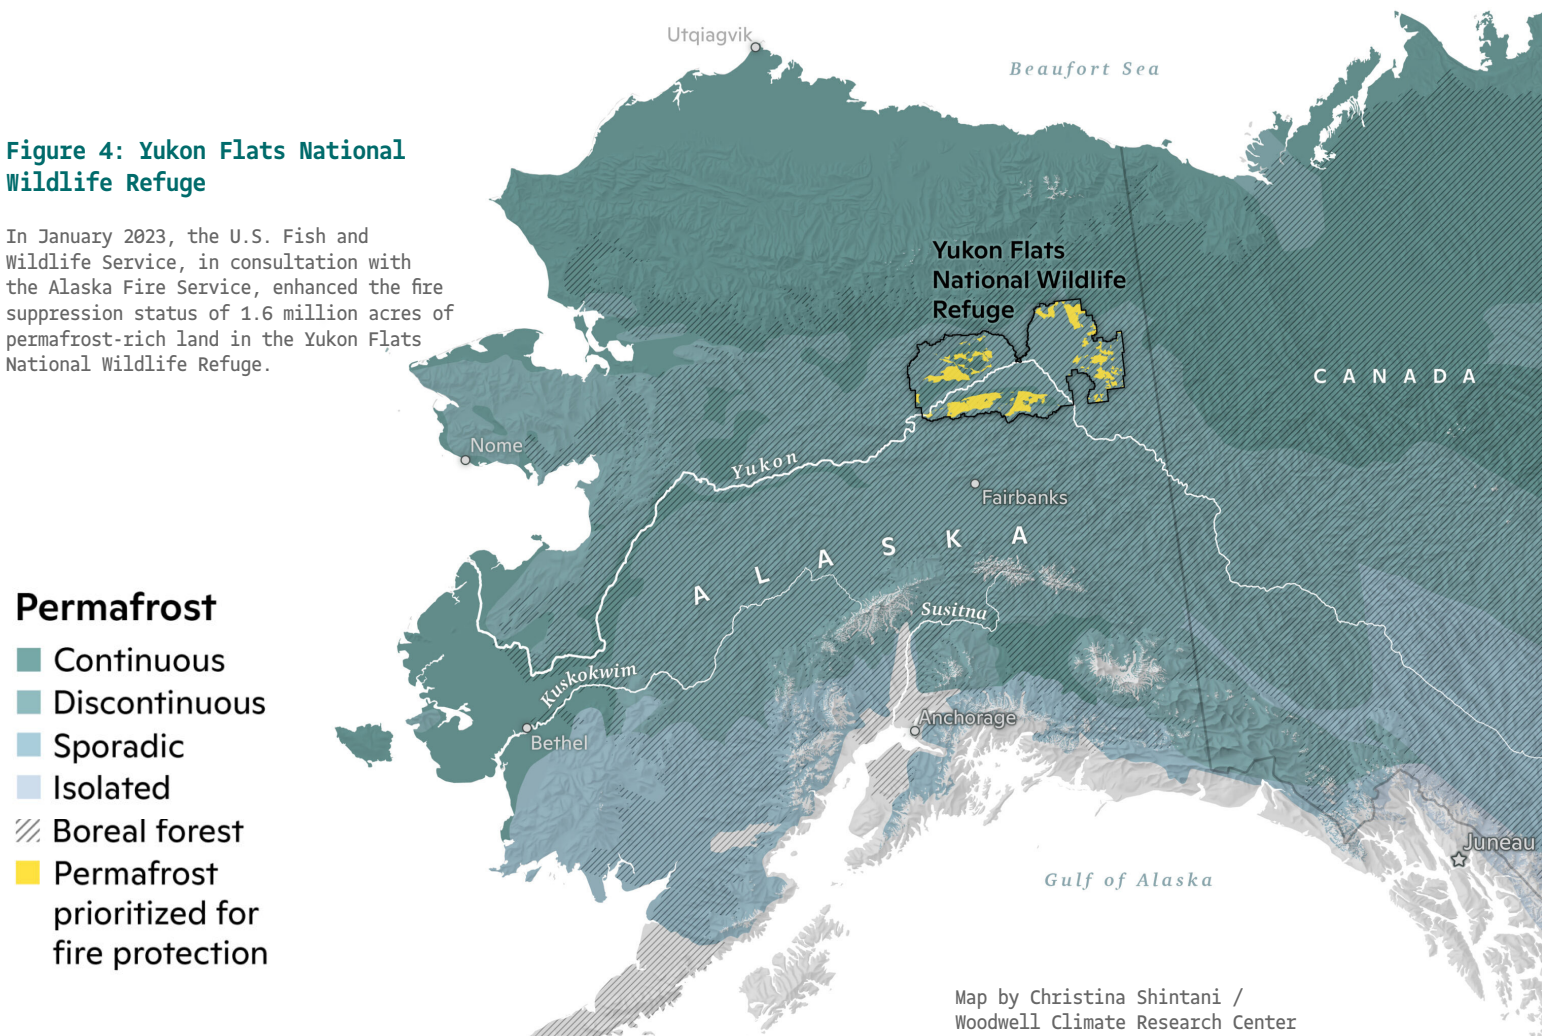 Utqiagvik
Beaufort Sea
Figure 4: Yukon Flats National
Wildlife Refuge
In January 2023, the U.S. Fish and
Wildlife Service, in consultation with
the Alaska Fire Service, enhanced the fire
suppression status of 1.6 million acres of
permafrost-rich land in the Yukon Flats
National Wildlife Refuge.
Yukon Flats
National Wildlife
Refuge
CANADA
Nome
Yukon
Fairbanks
ALASKA
Susitna
Kuskokwim
Anchorage
Bethel
Juneau
Gulf of Alaska
Permafrost
Continuous
Discontinuous
Sporadic
Isolated
Boreal forest
Permafrost
prioritized for
fire protection
Map by Christina Shintani /
Woodwell Climate Research Center